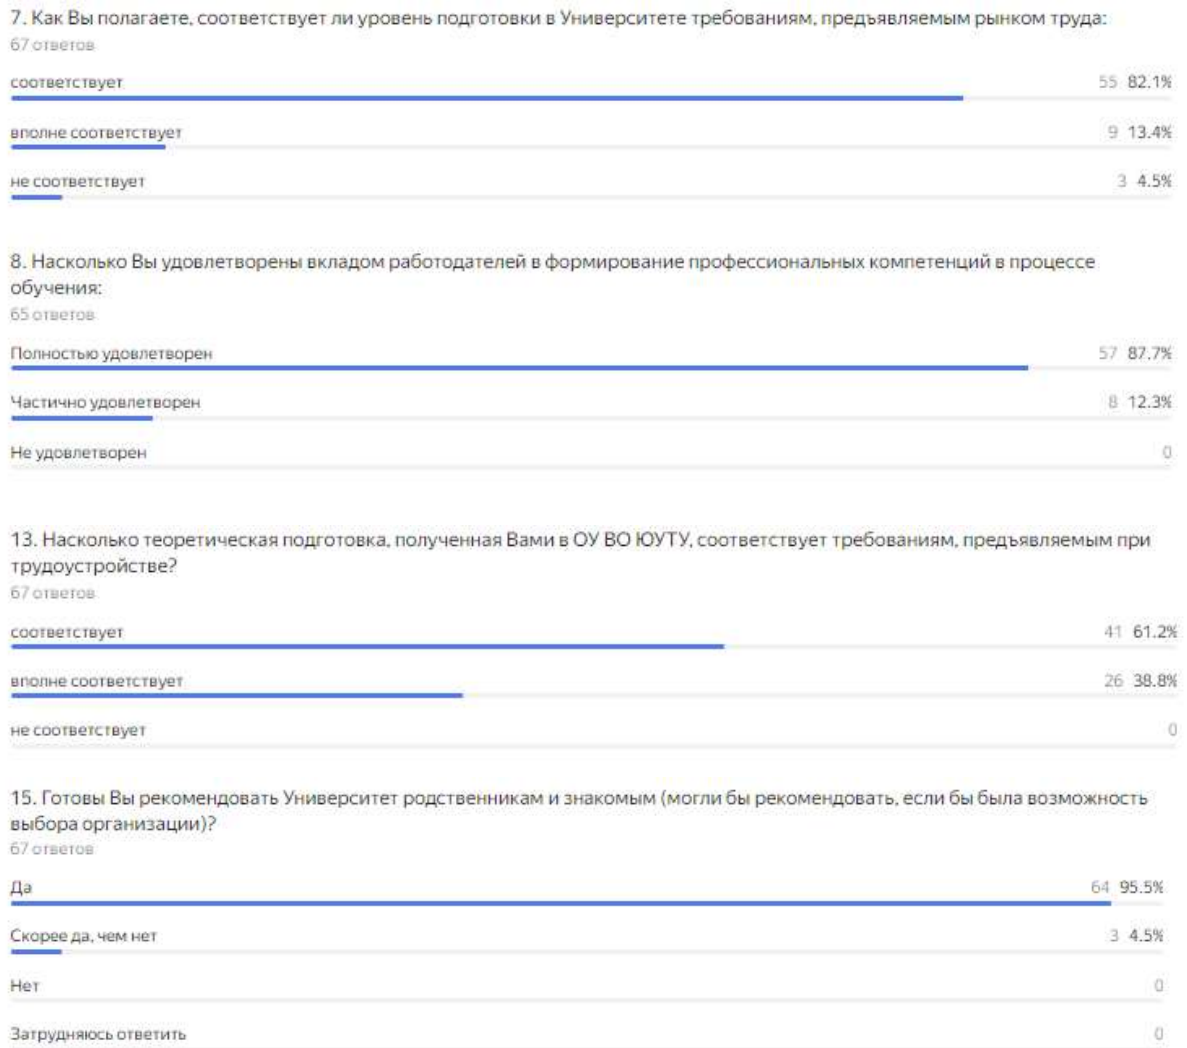 7. Как Вы полагаете, соответствует ли уровень подготовки в Университете требованиям, предъявляемым рынком труда:
67 ответов
соответствует 55 82.1%
вполне соответствует 9 13.4%
не соответствует 3 4.5%
8. Насколько Вы удовлетворены вкладом работодателей в формирование профессиональных компетенций в процессе
обучения:
65 ответов
Полностью удовлетворен 57 87.7%
Частично удовлетворен 8 12.3%
Не удовлетворен 0
13. Насколько теоретическая подготовка, полученная Вами в ОУ ВО ЮУТУ, соответствует требованиям, предъявляемым при
трудоустройстве?
67 ответов
соответствует 41 61.2%
вполне соответствует 26 38.8%
не соответствует 0
15. Готовы Вы рекомендовать Университет родственникам и знакомым (могли бы рекомендовать, если бы была возможность
выбора организации)?
67 ответов
Да 64 95.5%
Скорее да, чем нет 3 4.5%
Нет 0
Затрудняюсь ответить 0